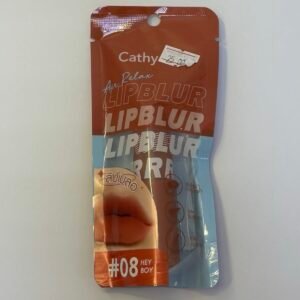 Cathy
Air Relax
LIPBLUR
LIPBLUR
LIPBLUR
#08
HEY
BOY